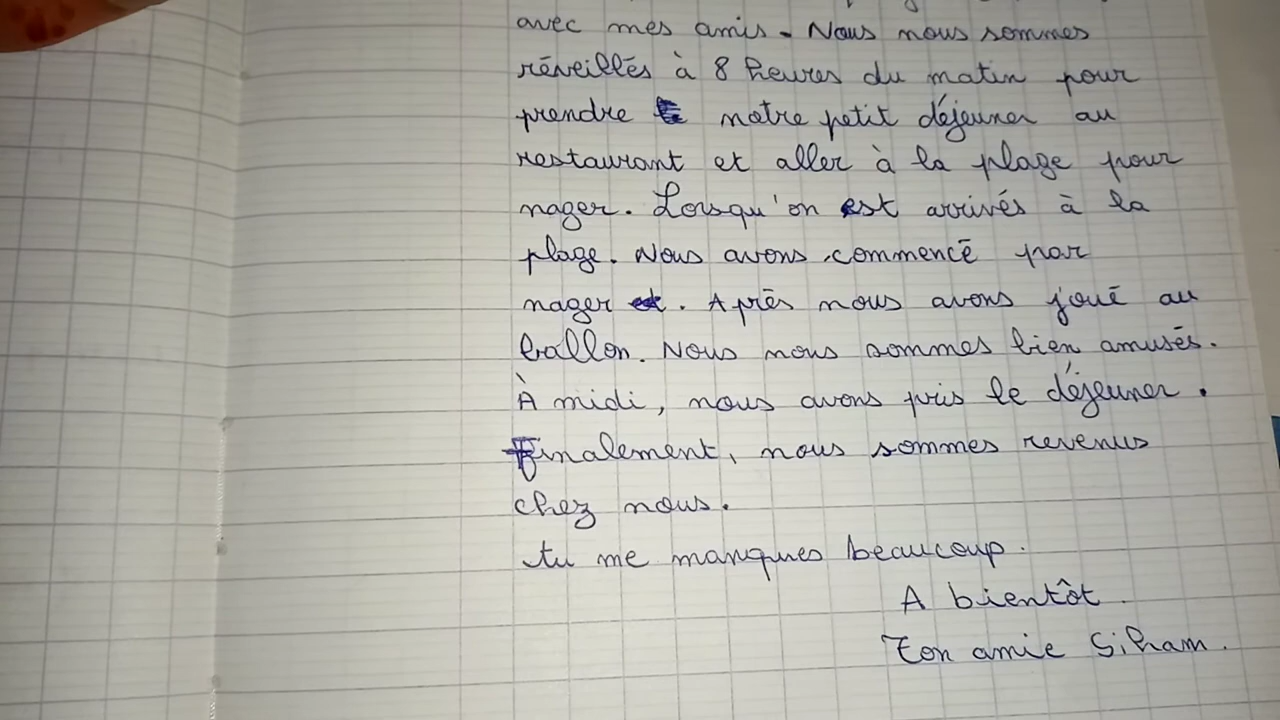 avec mes amis. Nous nous sommes
réveillés à 8 heures du matin pour
prendre notre petit déjeuner au
restaurant et aller à la plage pour
nager. Lorsqu'on est arrivés à la
plage. Nous avons commencé par
nager. Après nous avons joué au
ballon. Nous nous sommes bien amusés.
À midi, nous avons pris le déjeuner.
Finalement, nous sommes revenus
chez nous.
tu me manques beaucoup.
A bientôt.
Ton amie Siham.